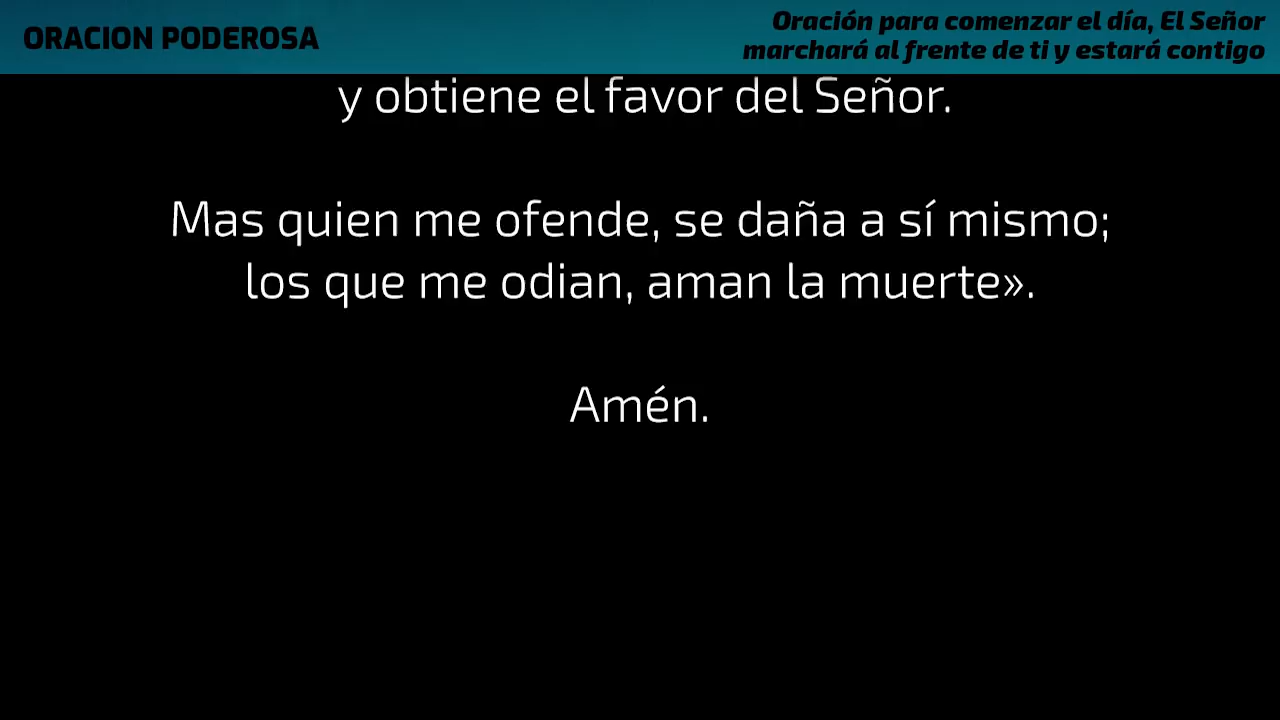 ORACION PODEROSA
Oración para comenzar el día, El Señor
marchará al frente de ti y estará contigo
y obtiene el favor del Señor.
Mas quien me ofende, se daña a sí mismo;
los que me odian, aman la muerte».
Amén.